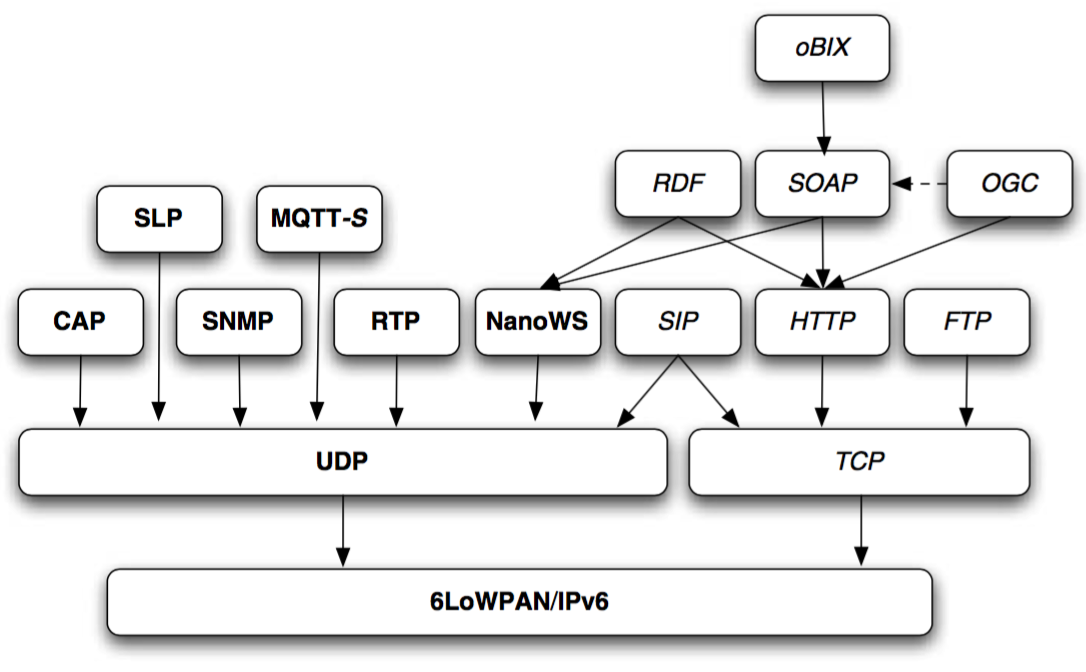 oBIX
RDF
SOAP
OGC
SLP
MQTT-S
CAP
SNMP
RTP
NanoWS
SIP
HTTP
FTP
UDP
TCP
6LoWPAN/IPv6